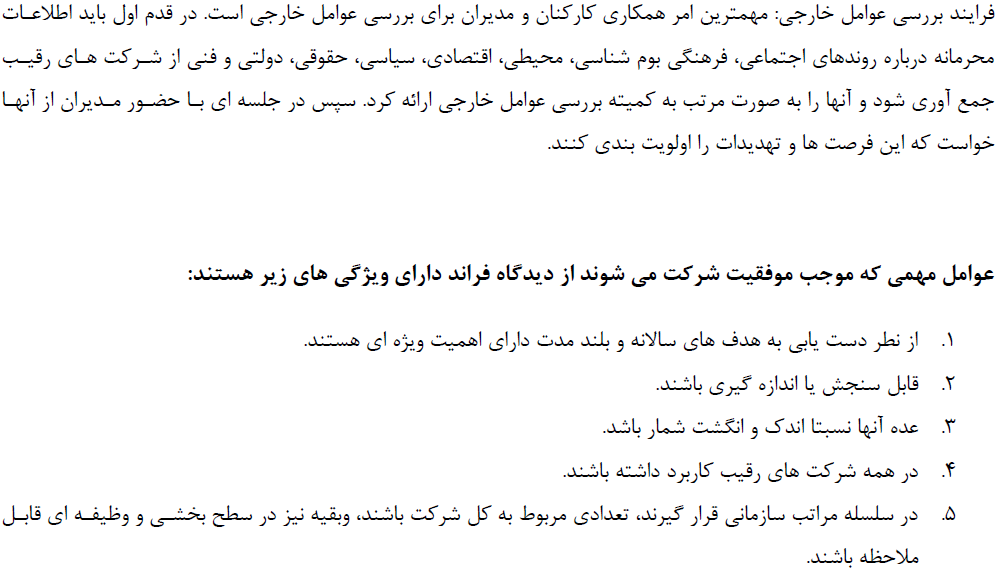 فرایند بررسی عوامل خارجی: مهمترین امر همکاری کارکنان و مدیران برای بررسی عوامل خارجی است. در قدم اول باید اطلاعات
محرمانه درباره روندهای اجتماعی، فرهنگی بوم شناسی، محیطی، اقتصادی، سیاسی، حقوقی، دولتی و فنی از شرکت های رقیب
جمع آوری شود و آنها را به صورت مرتب به کمیته بررسی عوامل خارجی ارائه کرد. سپس در جلسه ای با حضور مدیران از آنها
خواست که این فرصت ها و تهدیدات را اولویت بندی کنند.
عوامل مهمی که موجب موفقیت شرکت می شوند از دیدگاه فراند دارای ویژگی های زیر هستند:
۱. از نطر دست یابی به هدف های سالانه و بلند مدت دارای اهمیت ویژه ای هستند.
۲. قابل سنجش یا اندازه گیری باشند.
۳. عده آنها نسبتا اندک و انگشت شمار باشد.
۴. در همه شرکت های رقیب کاربرد داشته باشند.
۵. در سلسله مراتب سازمانی قرار گیرند، تعدادی مربوط به کل شرکت باشند، وبقیه نیز در سطح بخشی و وظیفه ای قابل
ملاحظه باشند.